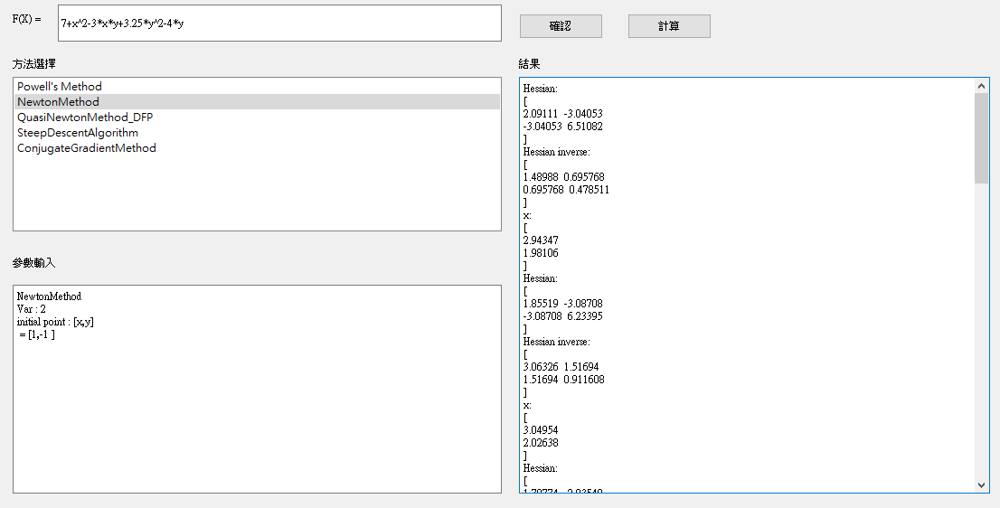 F(X) =
7+x^2-3*x*y+3.25*y^2-4*y
確認
計算
方法選擇
Powell's Method
NewtonMethod
QuasiNewtonMethod_DFP
SteepDescentAlgorithm
ConjugateGradientMethod
參數輸入
NewtonMethod
Var : 2
initial point : [x,y]
= [1,-1 ]
結果
Hessian:
[
2.09111 -3.04053
-3.04053 6.51082
]
Hessian inverse:
[
1.48988 0.695768
0.695768 0.478511
]
x:
[
2.94347
1.98106
]
Hessian:
[
1.85519 -3.08708
-3.08708 6.23395
]
Hessian inverse:
[
3.06326 1.51694
1.51694 0.911608
]
x:
[
3.04954
2.02638
]
Hessian:
[